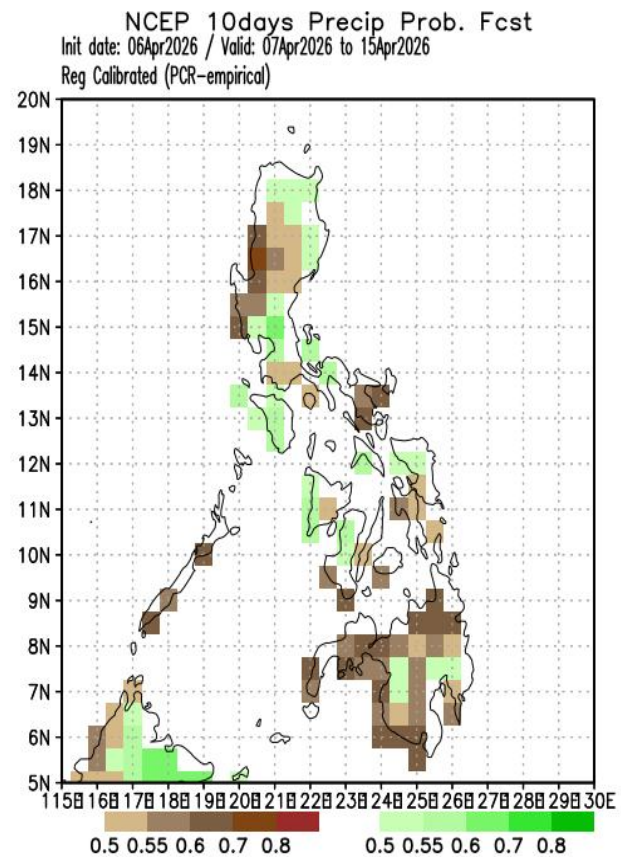 NCEP 10days Precip Prob. Fcst
Init date: 06Apr2026 / Valid: 07Apr2026 to 15Apr2026
Reg Calibrated (PCR-empirical)
20N
19N
18N
17N
16N
15N
14N
13N
12N
11N
10N
9N
8N
7N
6N
5N
115E 116E 117E 118E 119E 120E 121E 122E 123E 124E 125E 126E 127E 128E 129E 130E
0.5 0.55 0.6 0.7 0.8 0.5 0.55 0.6 0.7 0.8